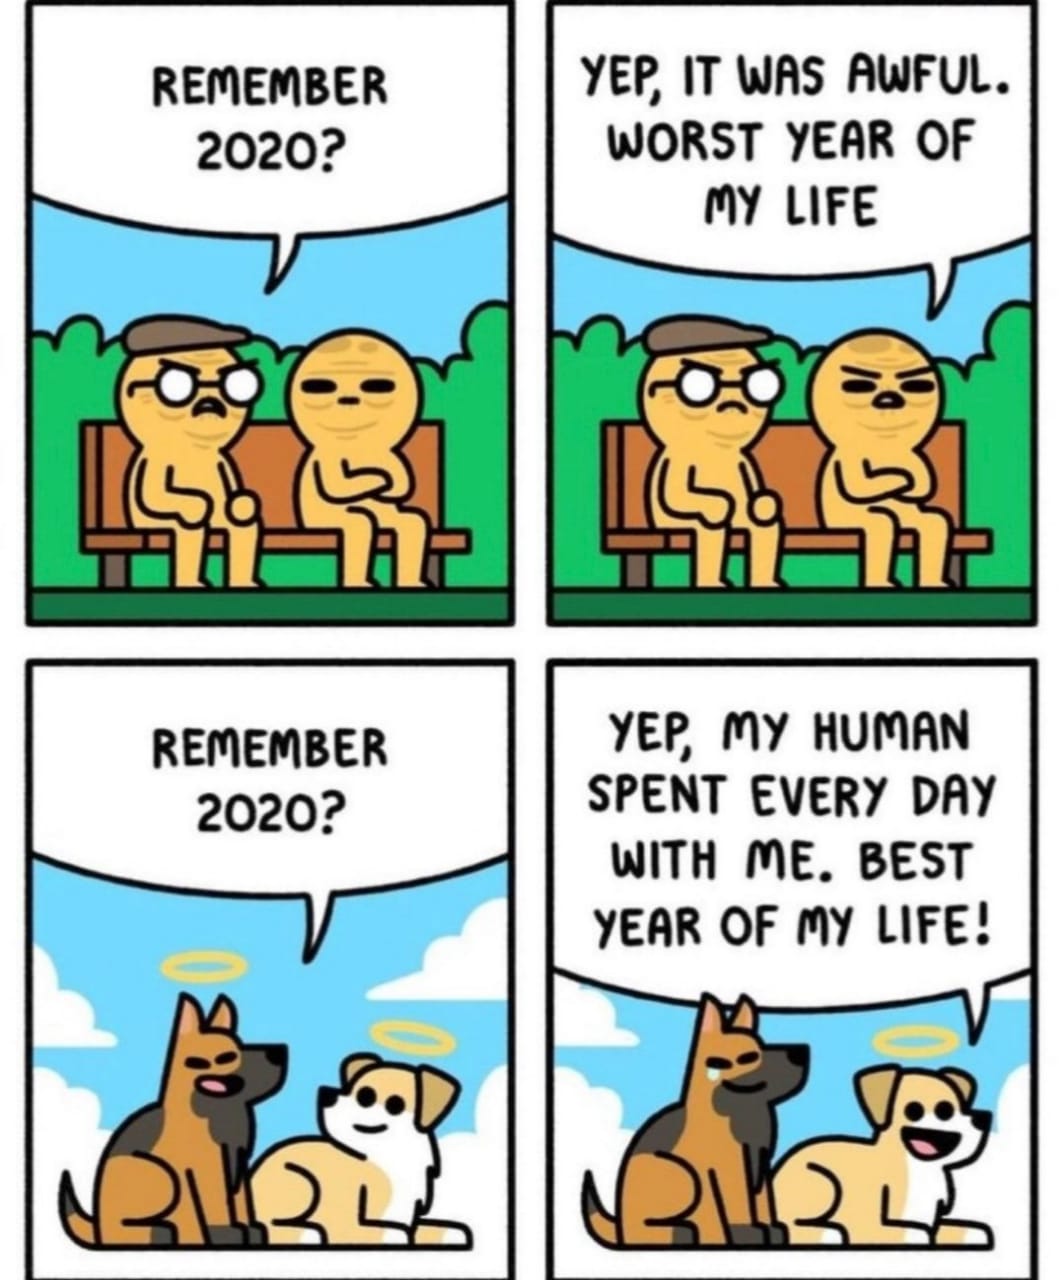 REMEMBER
2020?
YEP, IT WAS AWFUL.
WORST YEAR OF
MY LIFE
REMEMBER
2020?
YEP, MY HUMAN
SPENT EVERY DAY
WITH ME. BEST
YEAR OF MY LIFE!